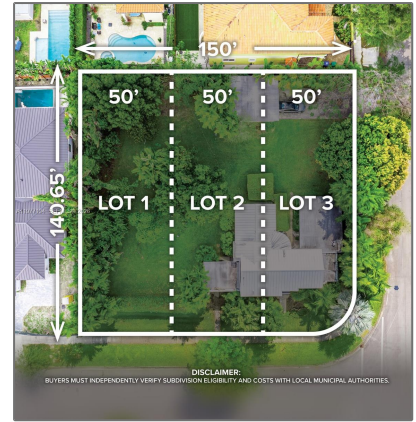 150'
50' 50' 50'
140.65'
LOT 1 LOT 2 LOT 3
DISCLAIMER:
BUYERS MUST INDEPENDENTLY VERIFY SUBDIVISION ELIGIBILITY AND COSTS WITH LOCAL MUNICIPAL AUTHORITIES.